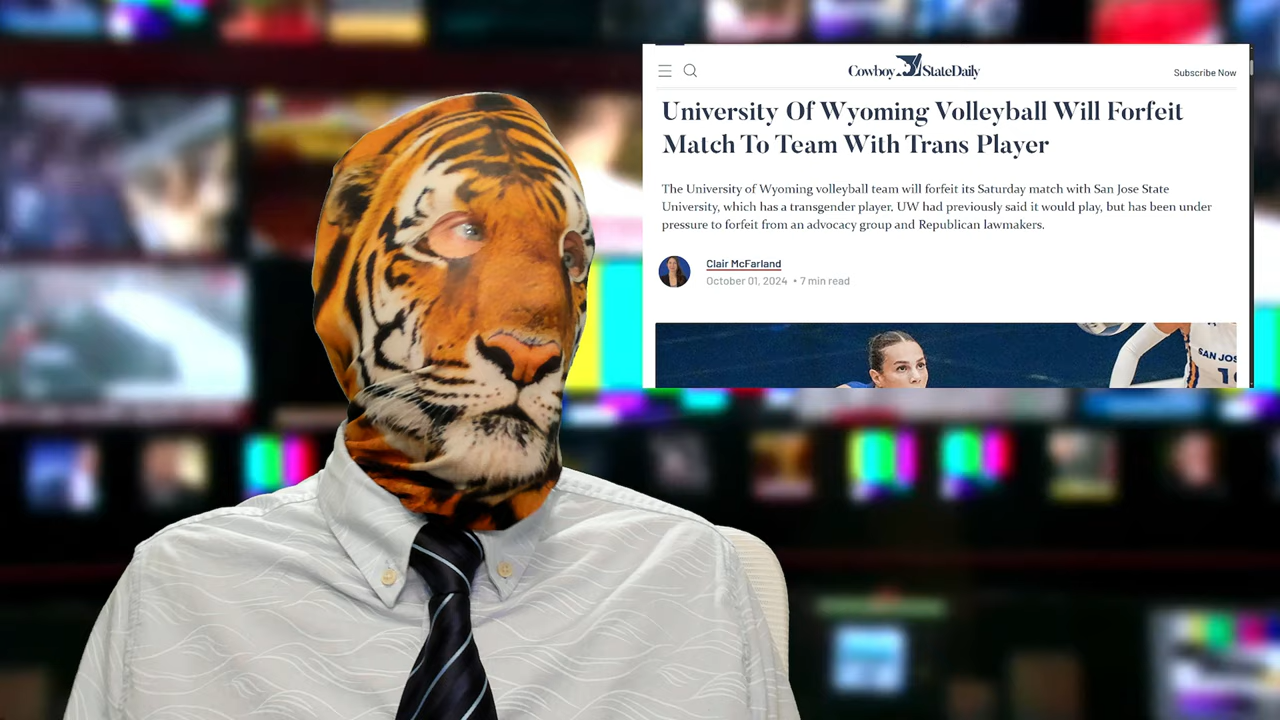 Cowboy StateDaily
Subscribe Now
University Of Wyoming Volleyball Will Forfeit
Match To Team With Trans Player
The University of Wyoming volleyball team will forfeit its Saturday match with San Jose State
University, which has a transgender player. UW had previously said it would play, but has been under
pressure to forfeit from an advocacy group and Republican lawmakers.
Clair McFarland
October 01, 2024 • 7 min read
SAN JOS